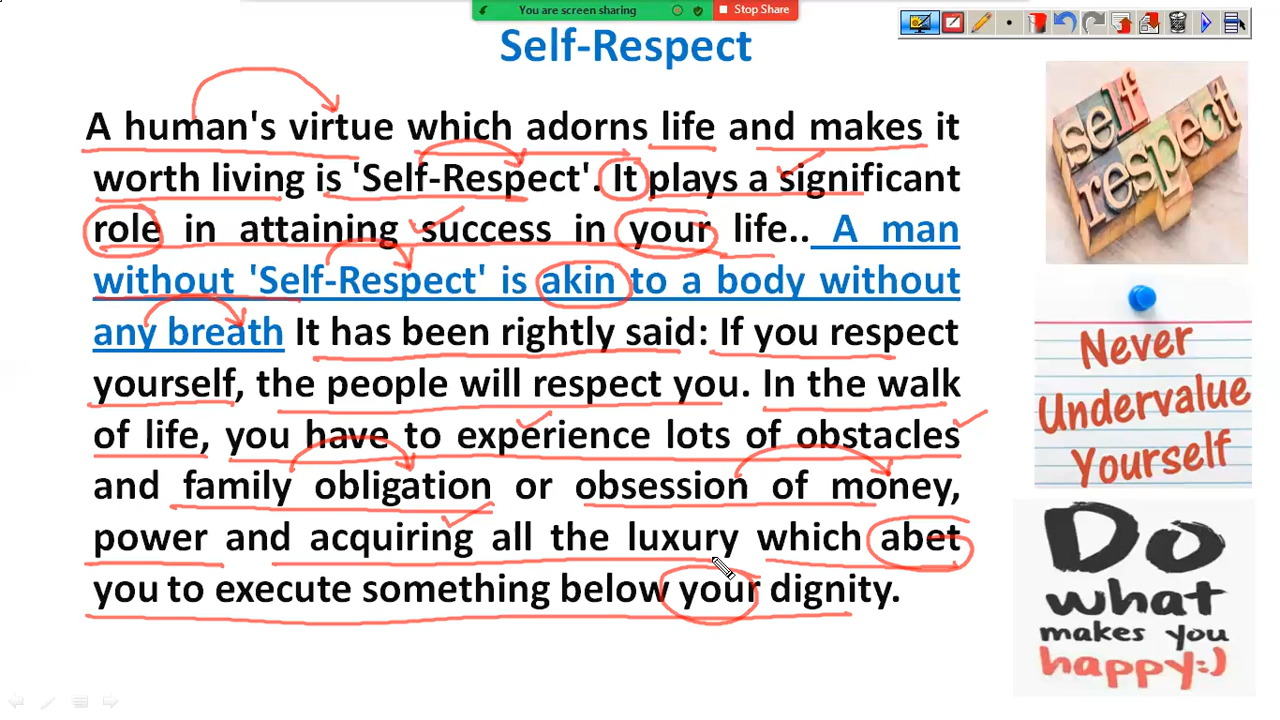 You are screen sharing
Stop Share
Self-Respect
A human's virtue which adorns life and makes it
worth living is 'Self-Respect'. It plays a significant
role in attaining success in your life.. A man
without 'Self-Respect' is akin to a body without
any breath It has been rightly said: If you respect
yourself, the people will respect you. In the walk
of life, you have to experience lots of obstacles
and family obligation or obsession of money,
power and acquiring all the luxury which abet
you to execute something below your dignity.
self
respect
Never
Undervalue
Yourself
Do
what
makes you
happy:)